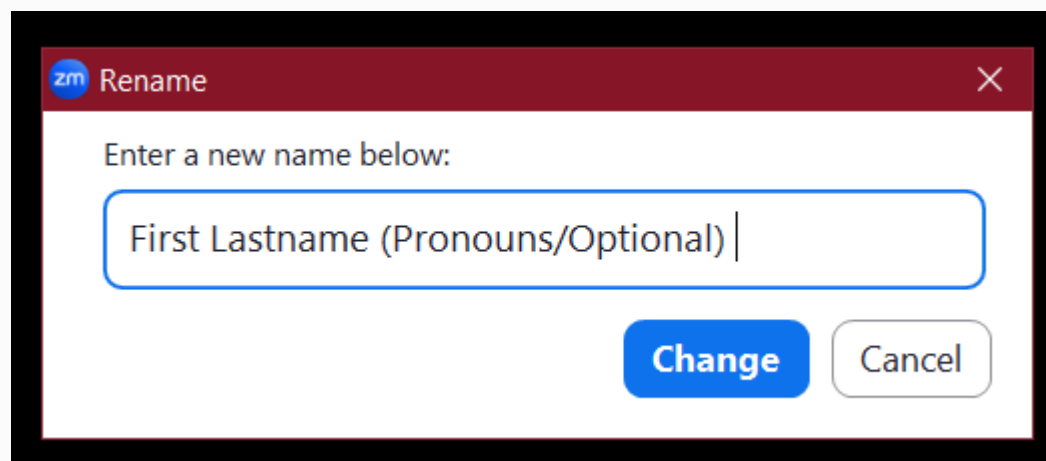 zm Rename
Enter a new name below:
First Lastname (Pronouns/Optional)
Change Cancel